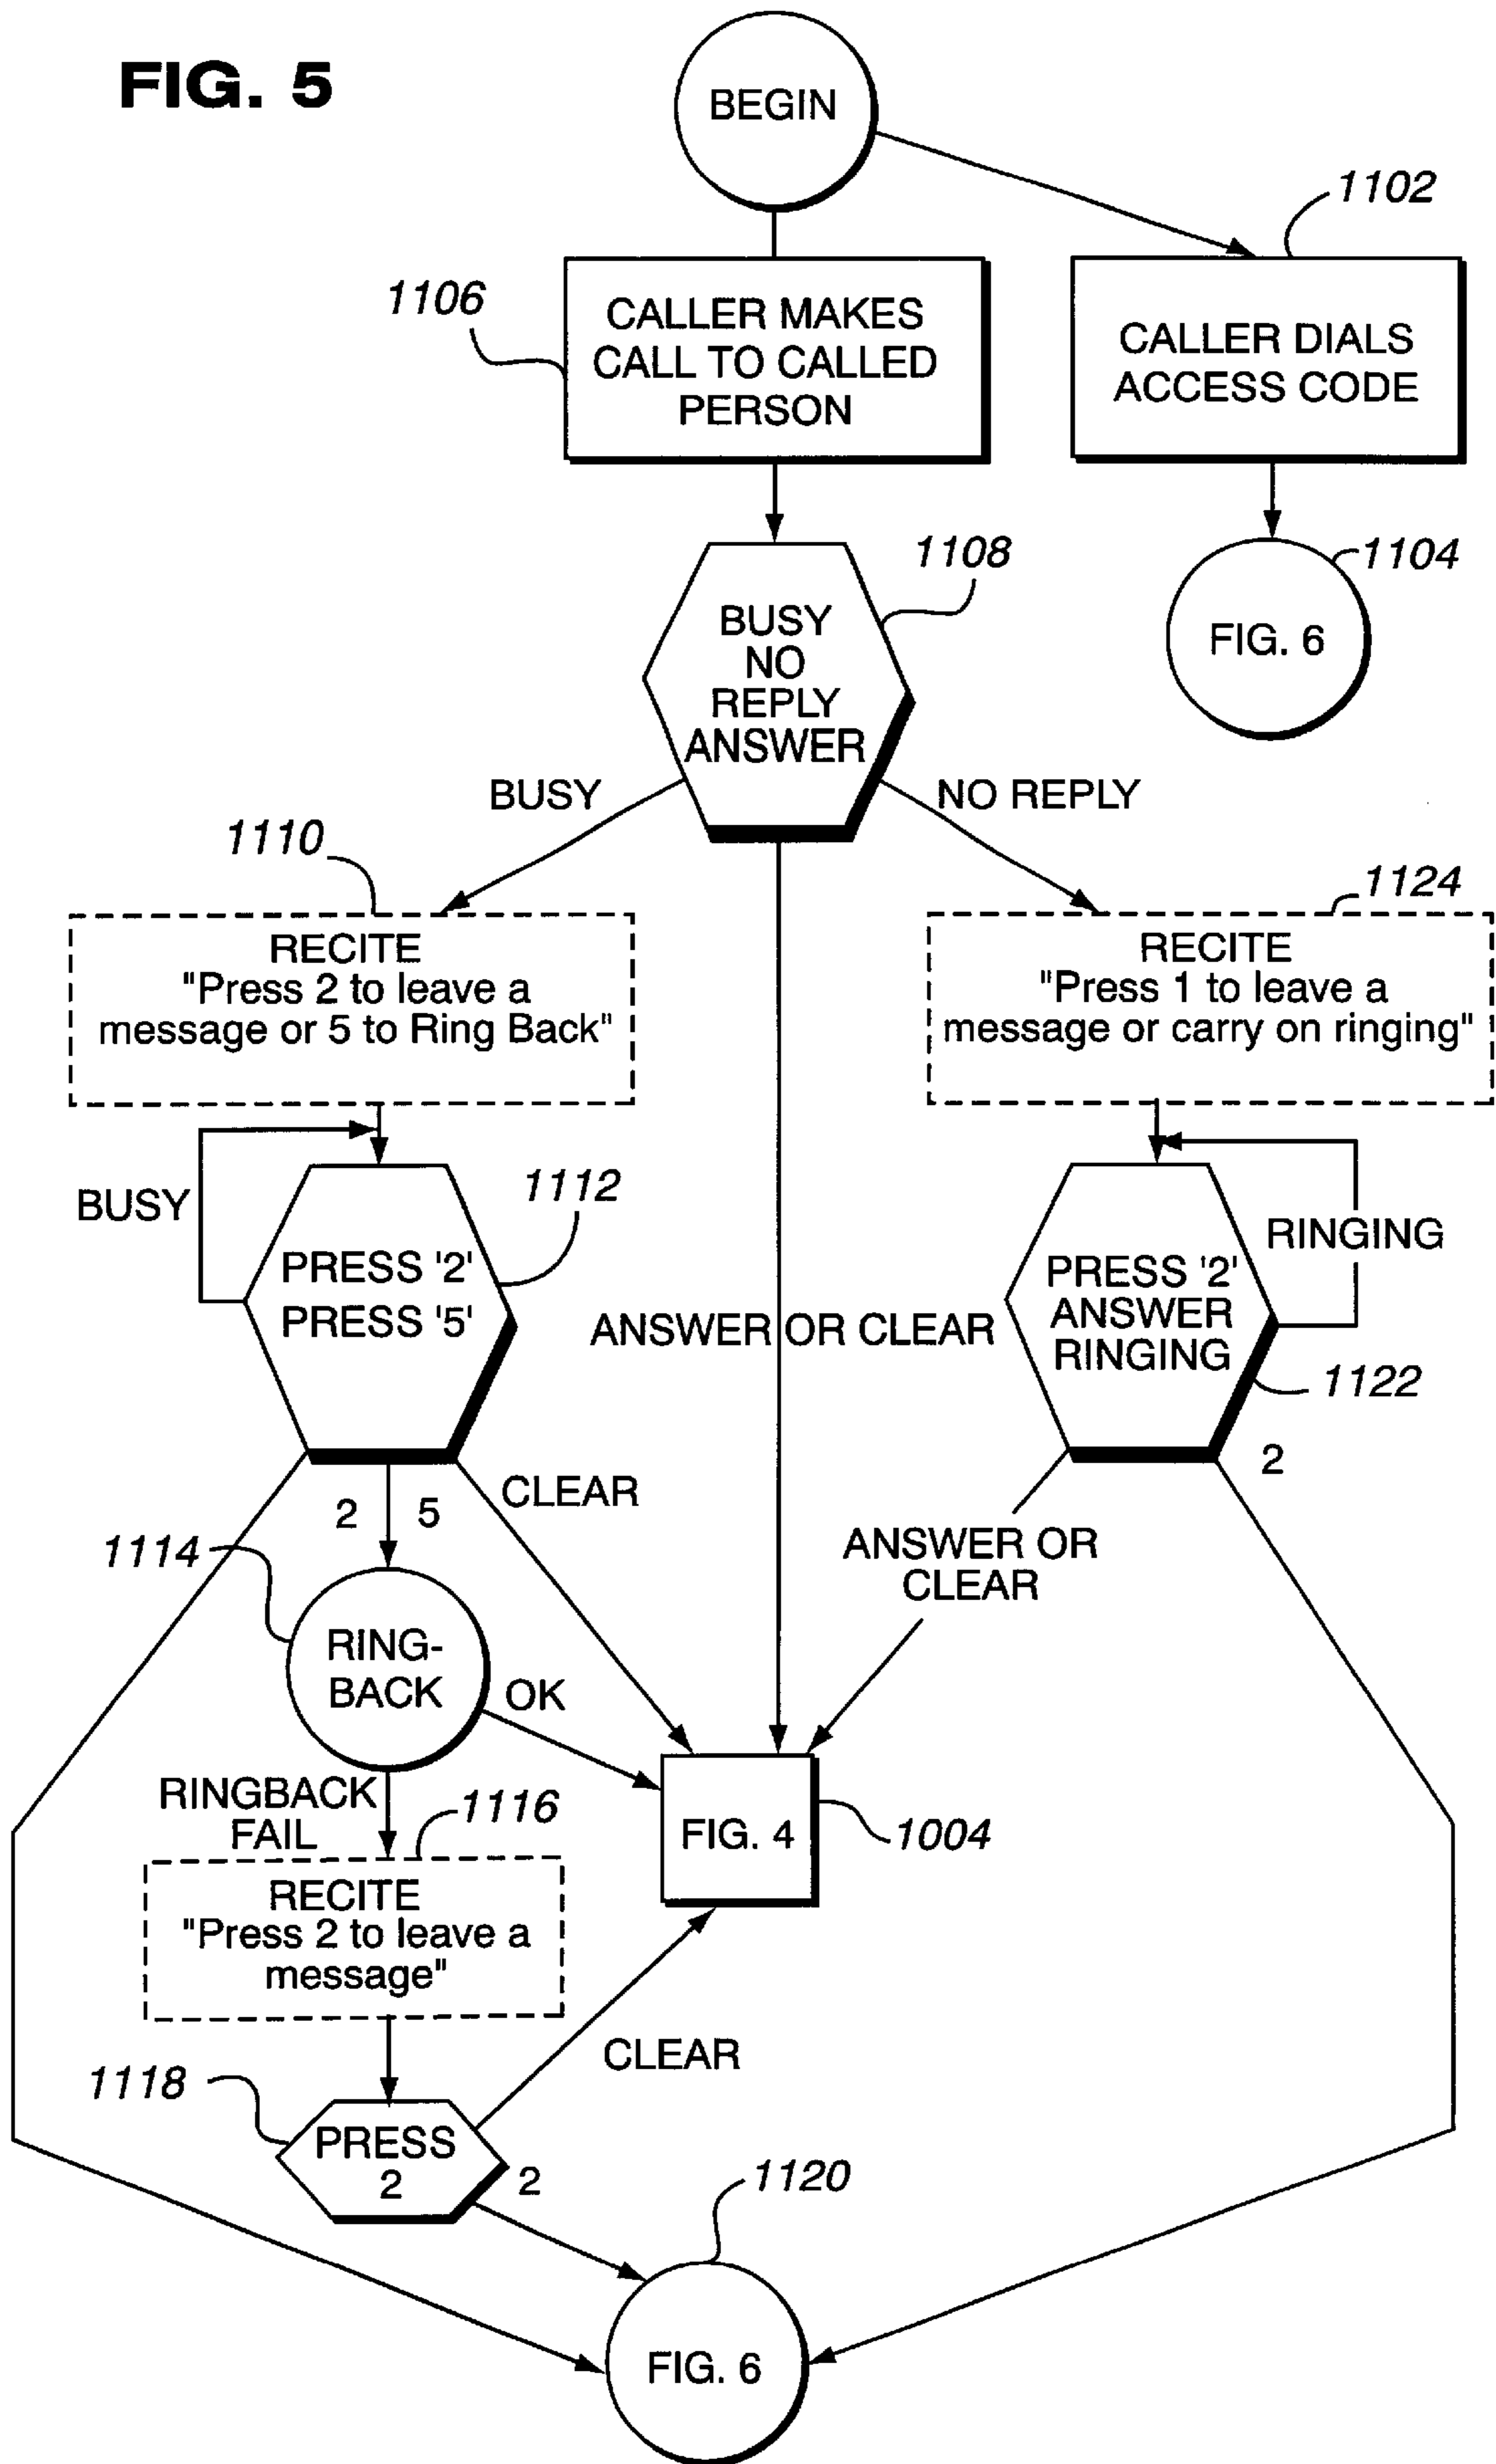 FIG. 5
BEGIN
1102
1106
CALLER MAKES
CALL TO CALLED
PERSON
CALLER DIALS
ACCESS CODE
1108
1104
BUSY
NO
REPLY
ANSWER
FIG. 6
BUSY
NO REPLY
1110
1124
RECITE
"Press 2 to leave a
message or 5 to Ring Back"
RECITE
"Press 1 to leave a
message or carry on ringing"
BUSY
1112
PRESS '2'
PRESS '5'
ANSWER OR CLEAR
RINGING
PRESS '2'
ANSWER
RINGING
1122
2
5
CLEAR
2
ANSWER OR
CLEAR
1114
RING-
BACK
OK
RINGBACK
FAIL
1116
FIG. 4
1004
RECITE
"Press 2 to leave a
message"
CLEAR
1118
PRESS
2
2
1120
FIG. 6